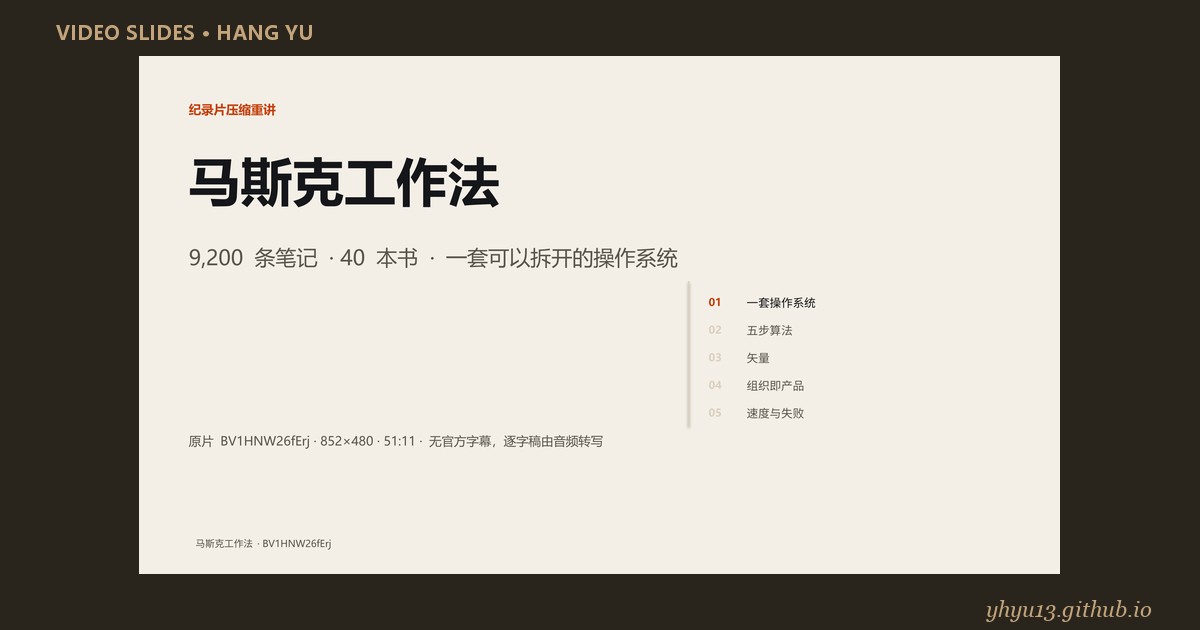 VIDEO SLIDES • HANG YU
纪录片压缩重讲
马斯克工作法
9,200 条笔记 · 40 本书 · 一套可以拆开的操作系统
01 一套操作系统
02 五步算法
03 矢量
04 组织即产品
05 速度与失败
原片 BV1HNW26fErj · 852×480 · 51:11 · 无官方字幕，逐字稿由音频转写
马斯克工作法 · BV1HNW26fErj
yhyu13.github.io